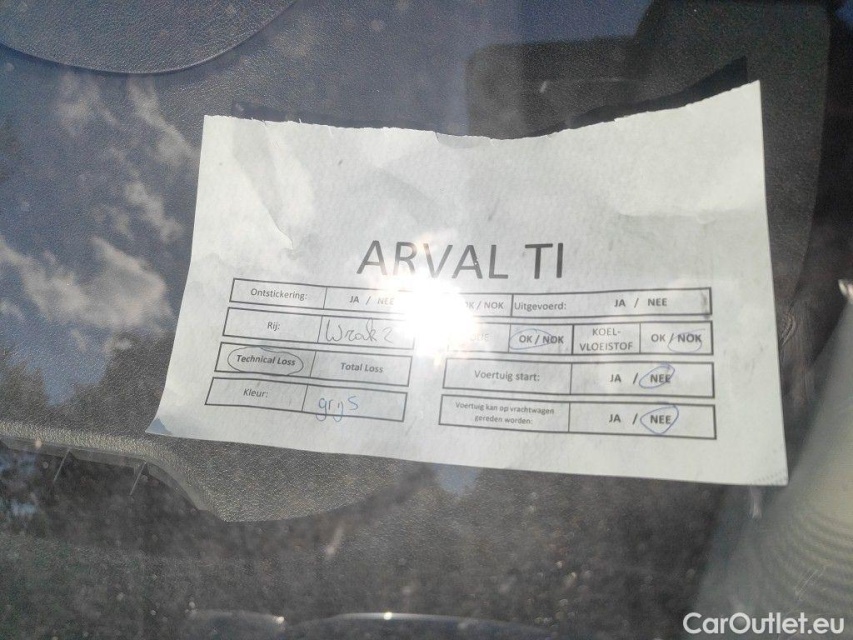 ARVAL TI
Ontstickering: JA / NEE OK / NOK Uitgevoerd: JA / NEE
Rij: Wrak 2 OK / NOK KOEL-VLOEISTOF OK / NOK
Technical Loss Total Loss Voertuig start: JA / NEE
Kleur: grijs Voertuig kan op vrachtwagen gereden worden: JA / NEE
CarOutlet.eu